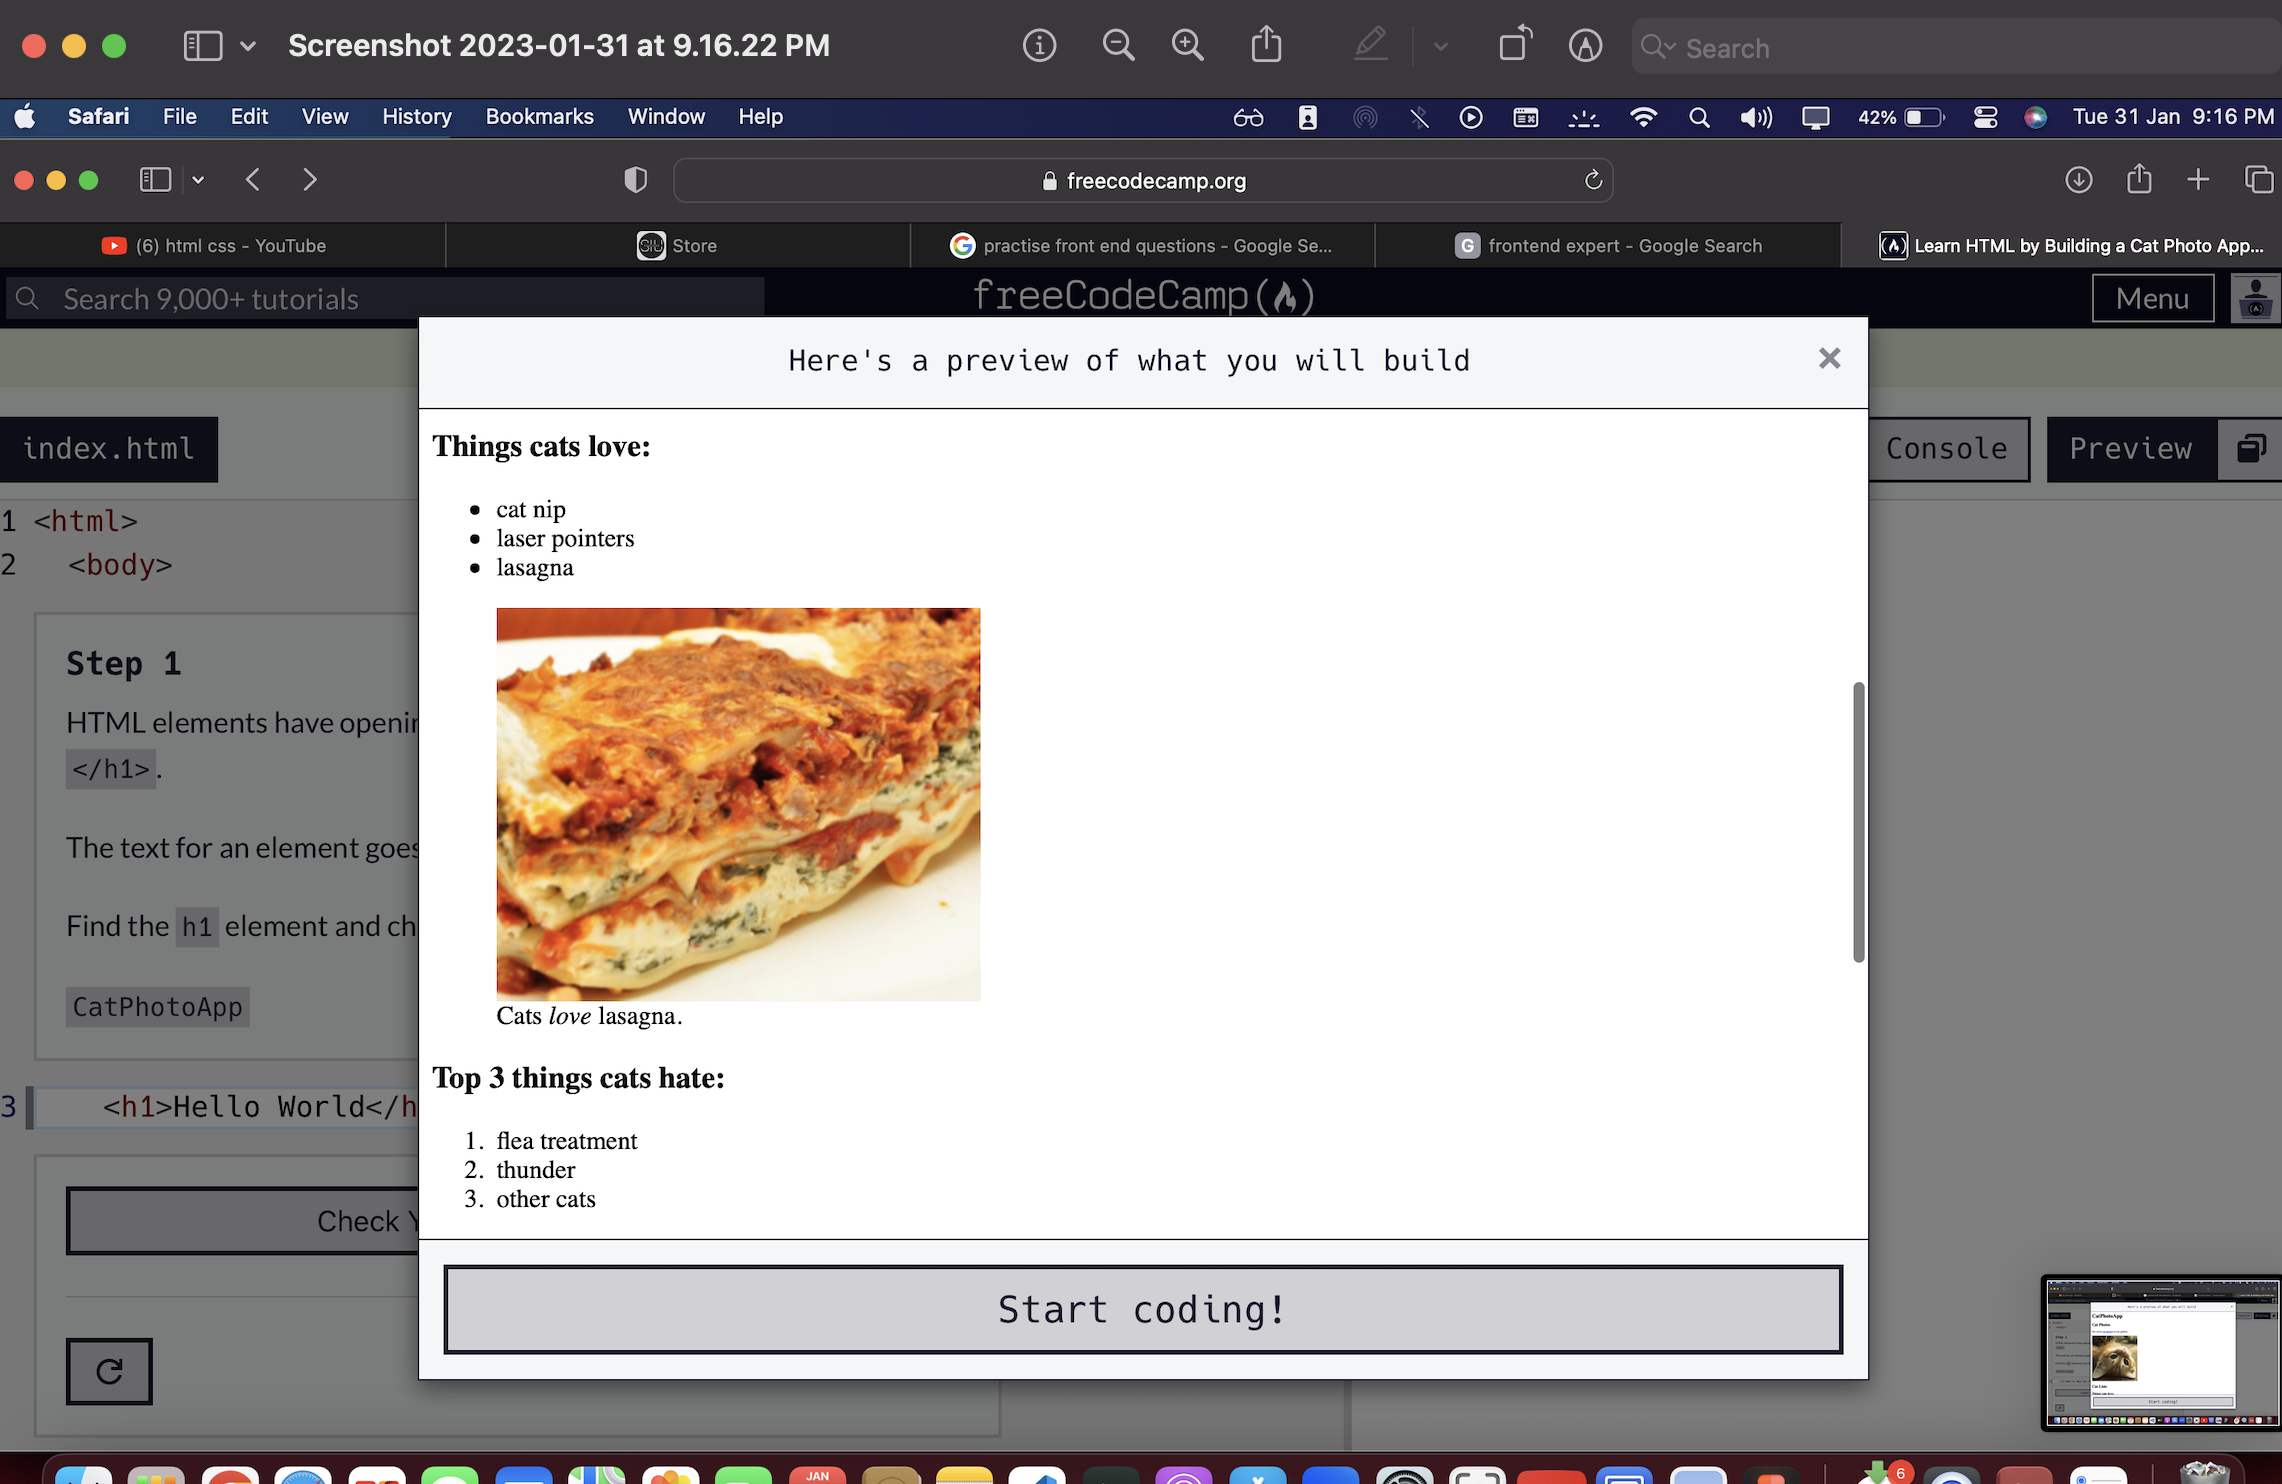 Screenshot 2023-01-31 at 9.16.22 PM
Search
Safari File Edit View History Bookmarks Window Help
42%
Tue 31 Jan 9:16 PM
freecodecamp.org
(6) html css - YouTube
Store
practise front end questions - Google Se...
G
frontend expert - Google Search
Learn HTML by Building a Cat Photo App...
Search 9,000+ tutorials
freeCodeCamp
Menu
Here's a preview of what you will build
×
index.html
Console
Preview
1 <html>
2 <body>
Step 1
HTML elements have openin
</h1>.
The text for an element goes
Find the h1 element and ch
CatPhotoApp
3 <h1>Hello World</h
Check Y
Things cats love:
• cat nip
• laser pointers
• lasagna
Cats love lasagna.
Top 3 things cats hate:
1. flea treatment
2. thunder
3. other cats
Start coding!
CatPhotoApp
Start coding!
JAN
6